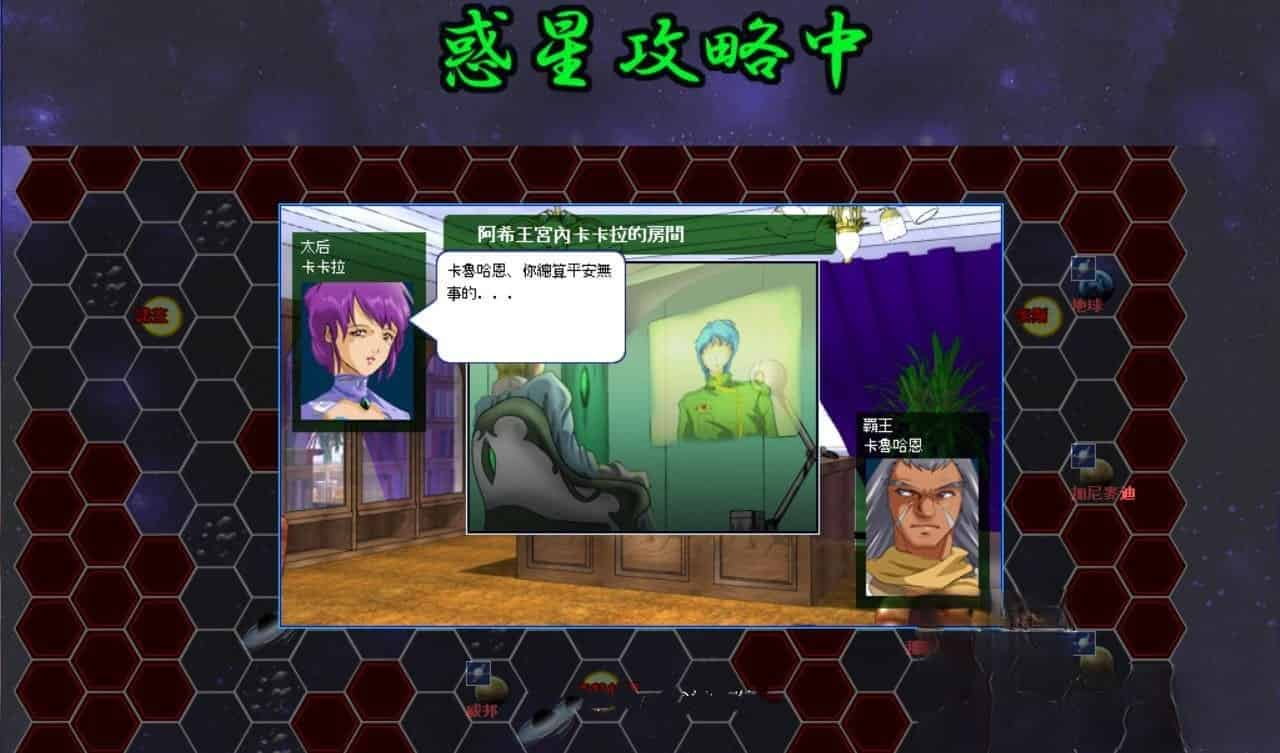 惑星攻略中
阿希王宮內卡卡拉的房間
太后
卡卡拉
卡魯哈恩、你總算平安無
事的...
地球
霸王
卡魯哈恩
加尼麥迪
威邦